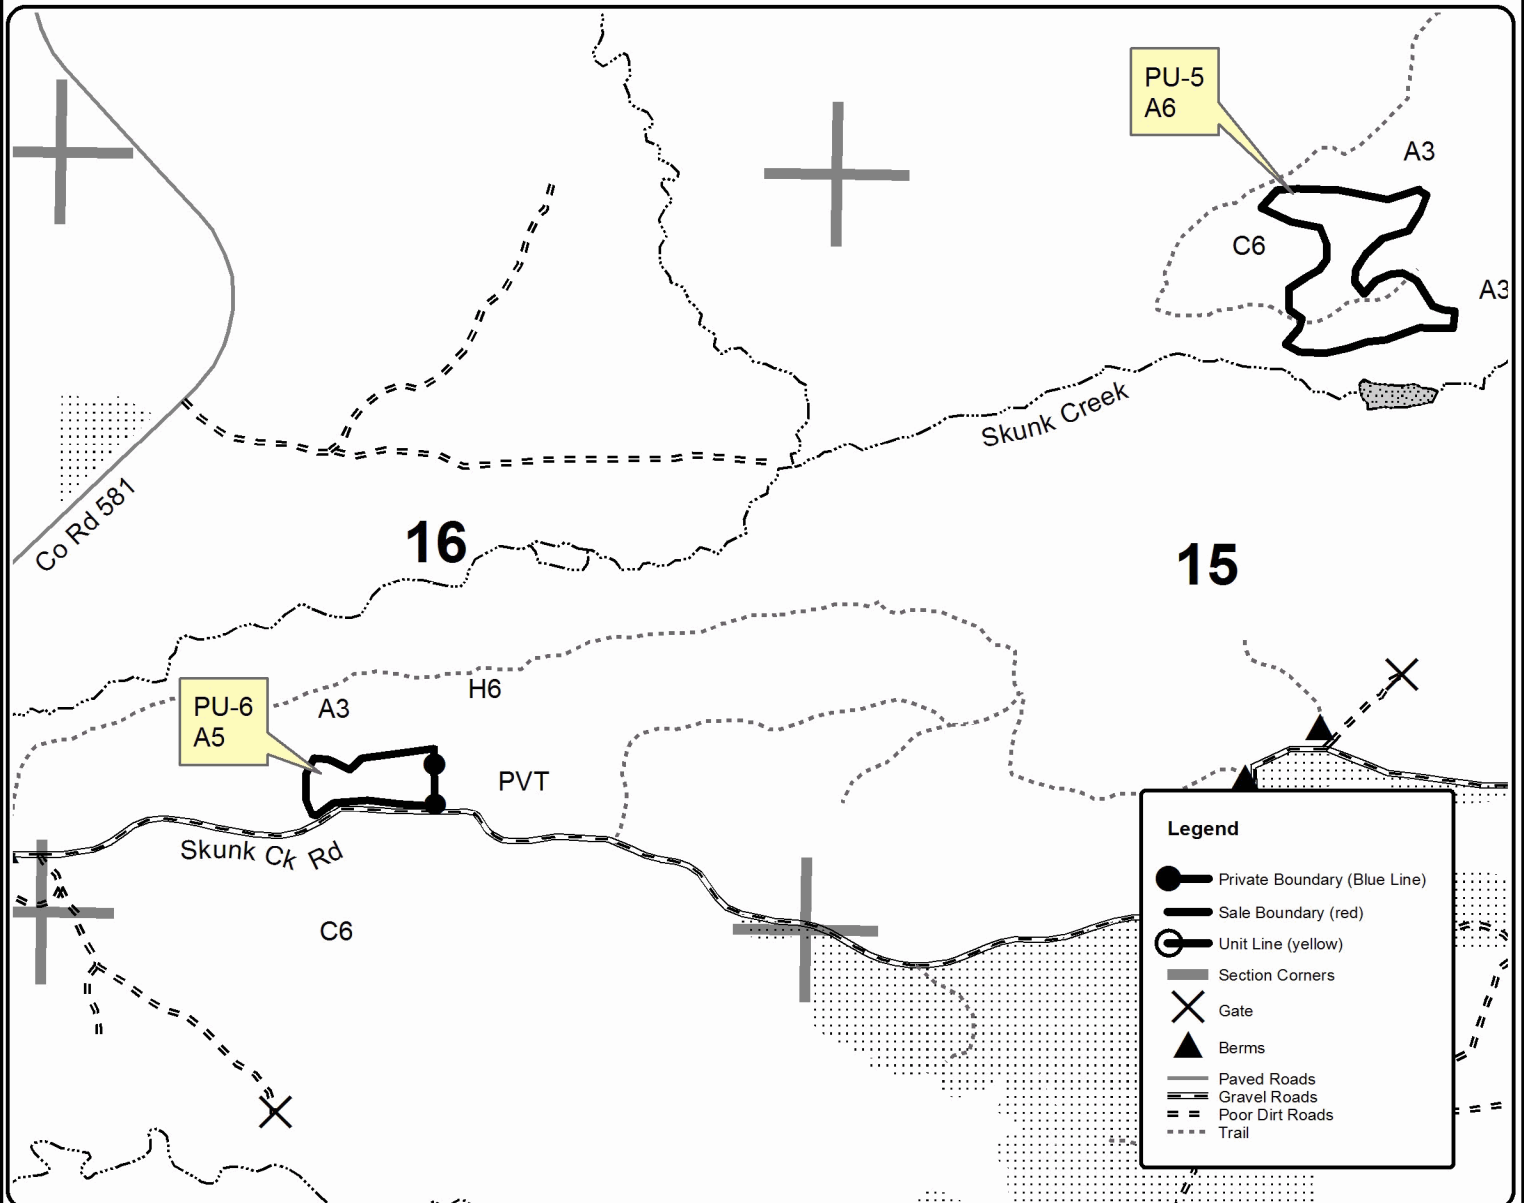 PU-5
A6
A3
C6
A3
Skunk Creek
Co Rd 581
16
15
H6
PU-6
A5
A3
PVT
Skunk Ck Rd
C6
Legend
Private Boundary (Blue Line)
Sale Boundary (red)
Unit Line (yellow)
Section Corners
Gate
Berms
Paved Roads
Gravel Roads
Poor Dirt Roads
Trail